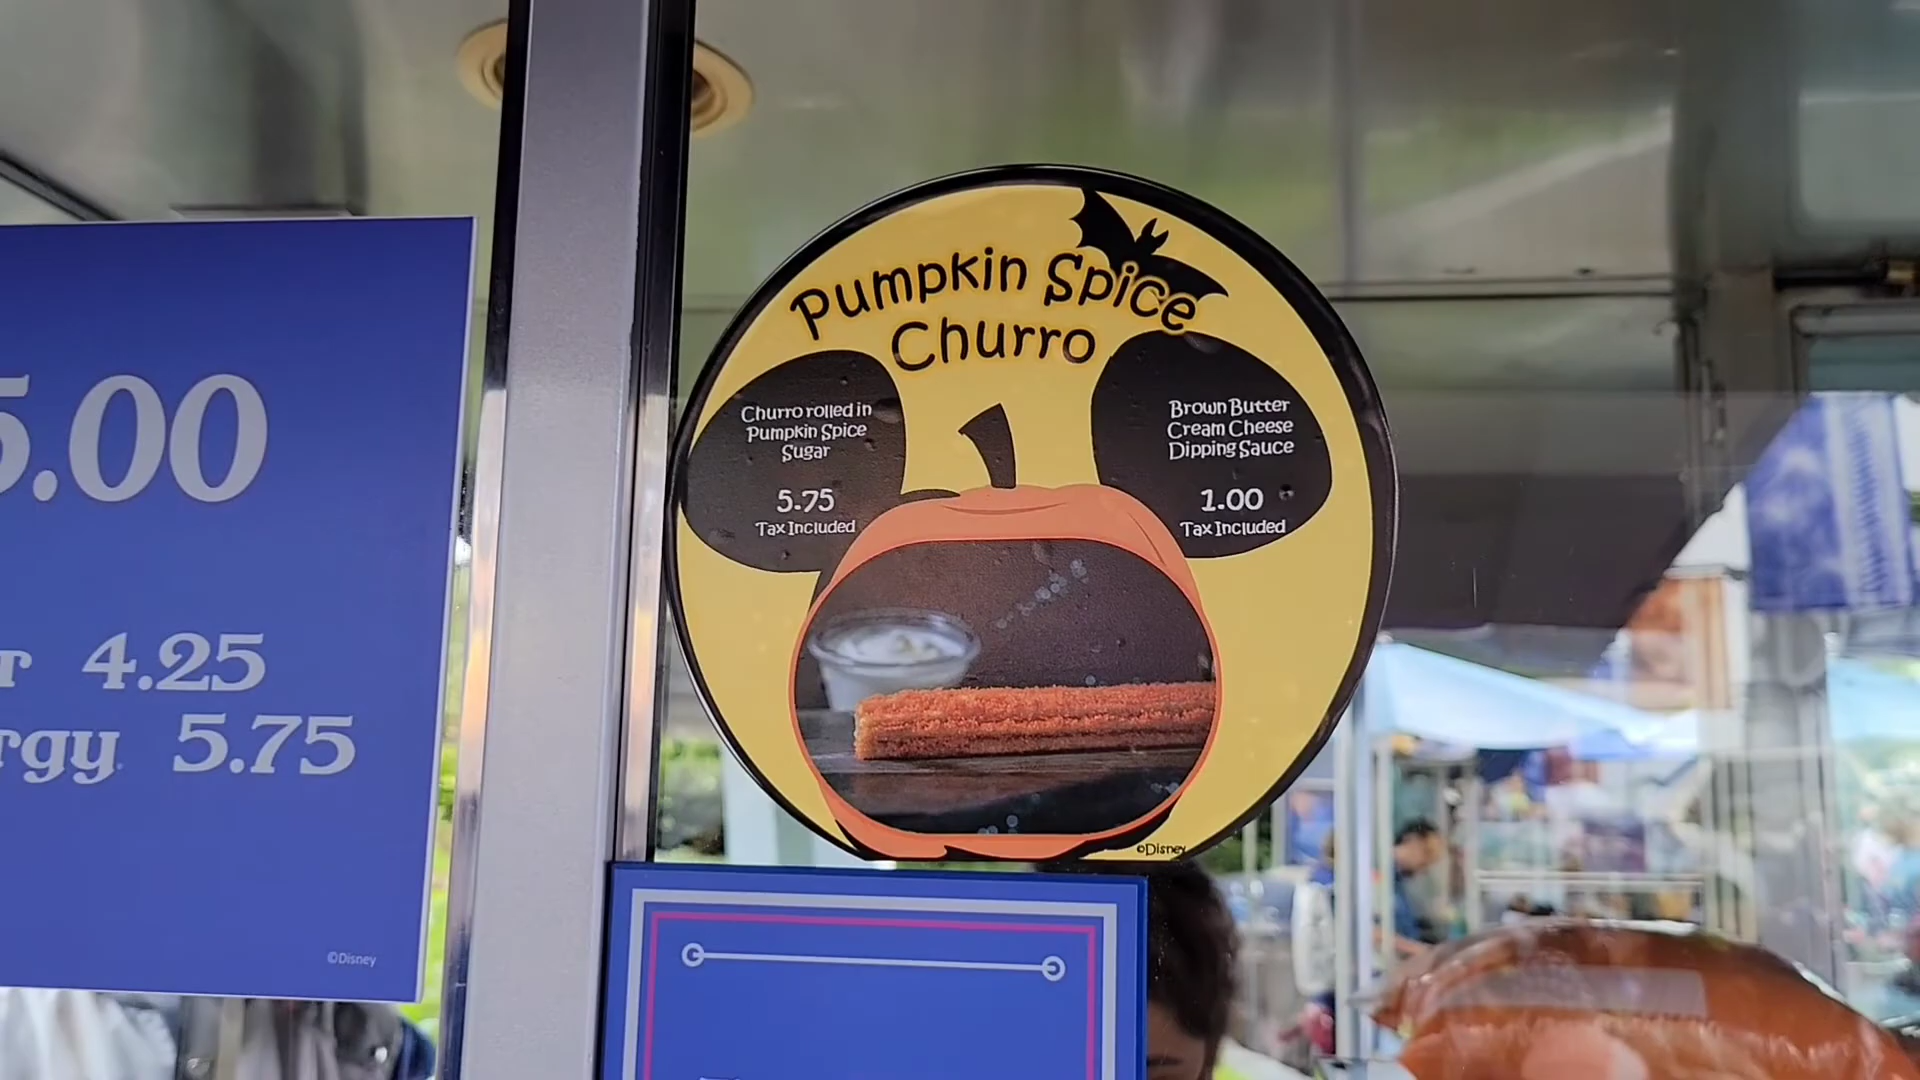 5.00
4.25
5.75
©Disney
Pumpkin Spice
Churro
Churro rolled in
Pumpkin Spice
Sugar
5.75
Tax Included
Brown Butter
Cream Cheese
Dipping Sauce
1.00
Tax Included
©Disney